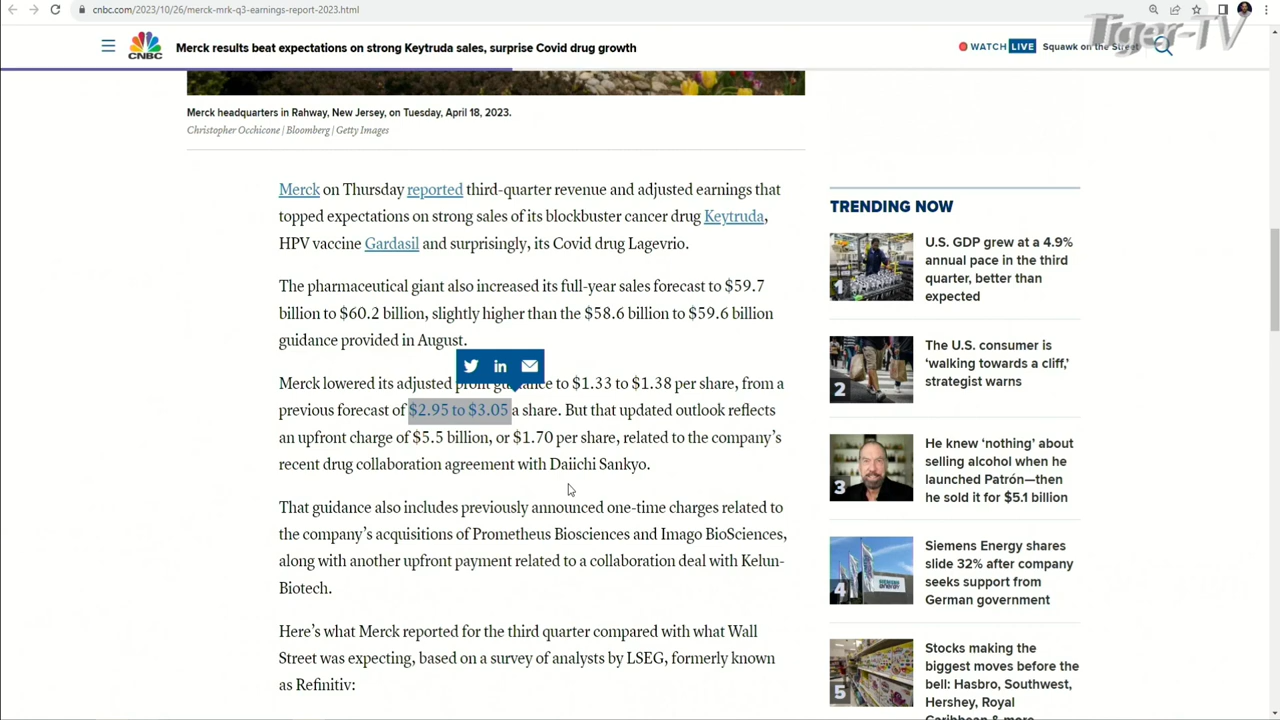 cnbc.com/2023/10/26/merck-mrk-q3-earnings-report-2023.html
Tiger-TV
CNBC
Merck results beat expectations on strong Keytruda sales, surprise Covid drug growth
WATCH LIVE
Squawk on the Street
Merck headquarters in Rahway, New Jersey, on Tuesday, April 18, 2023.
Christopher Occhicone | Bloomberg | Getty Images
Merck on Thursday reported third-quarter revenue and adjusted earnings that
topped expectations on strong sales of its blockbuster cancer drug Keytruda,
HPV vaccine Gardasil and surprisingly, its Covid drug Lagevrio.
The pharmaceutical giant also increased its full-year sales forecast to $59.7
billion to $60.2 billion, slightly higher than the $58.6 billion to $59.6 billion
guidance provided in August.
Merck lowered its adjusted profit guidance to $1.33 to $1.38 per share, from a
previous forecast of $2.95 to $3.05 a share. But that updated outlook reflects
an upfront charge of $5.5 billion, or $1.70 per share, related to the company's
recent drug collaboration agreement with Daiichi Sankyo.
That guidance also includes previously announced one-time charges related to
the company's acquisitions of Prometheus Biosciences and Imago BioSciences,
along with another upfront payment related to a collaboration deal with Kelun-
Biotech.
Here's what Merck reported for the third quarter compared with what Wall
Street was expecting, based on a survey of analysts by LSEG, formerly known
as Refinitiv:
TRENDING NOW
1
U.S. GDP grew at a 4.9%
annual pace in the third
quarter, better than
expected
2
The U.S. consumer is
'walking towards a cliff,'
strategist warns
3
He knew 'nothing' about
selling alcohol when he
launched Patrón—then
he sold it for $5.1 billion
4
Siemens Energy shares
slide 32% after company
seeks support from
German government
5
Stocks making the
biggest moves before the
bell: Hasbro, Southwest,
Hershey, Royal
Caribbean & more